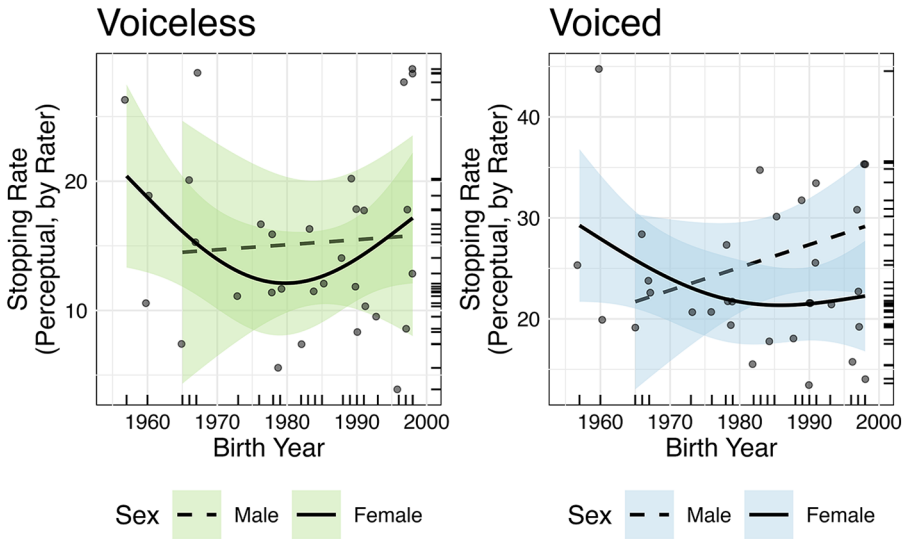 Voiceless
Stopping Rate
(Perceptual, by Rater)
20
10
1960 1970 1980 1990 2000
Birth Year
Sex Male Female
Voiced
Stopping Rate
(Perceptual, by Rater)
40
30
20
1960 1970 1980 1990 2000
Birth Year
Sex Male Female